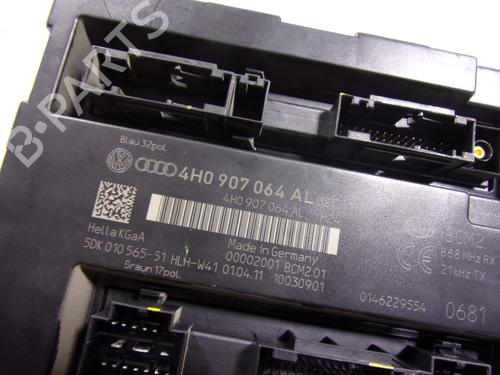 B-PARTS
Blau 32pol.
4H0 907 064 AL
4H0 907 064 AL H24
Hella KGaA
Made in Germany
5DK 010 565-51 HLH-W41
00002001 BCM2.01
01.04.11 10030901
Braun 17pol.
BCM2
868 MHz RX
21kHz TX
0146229554
0681